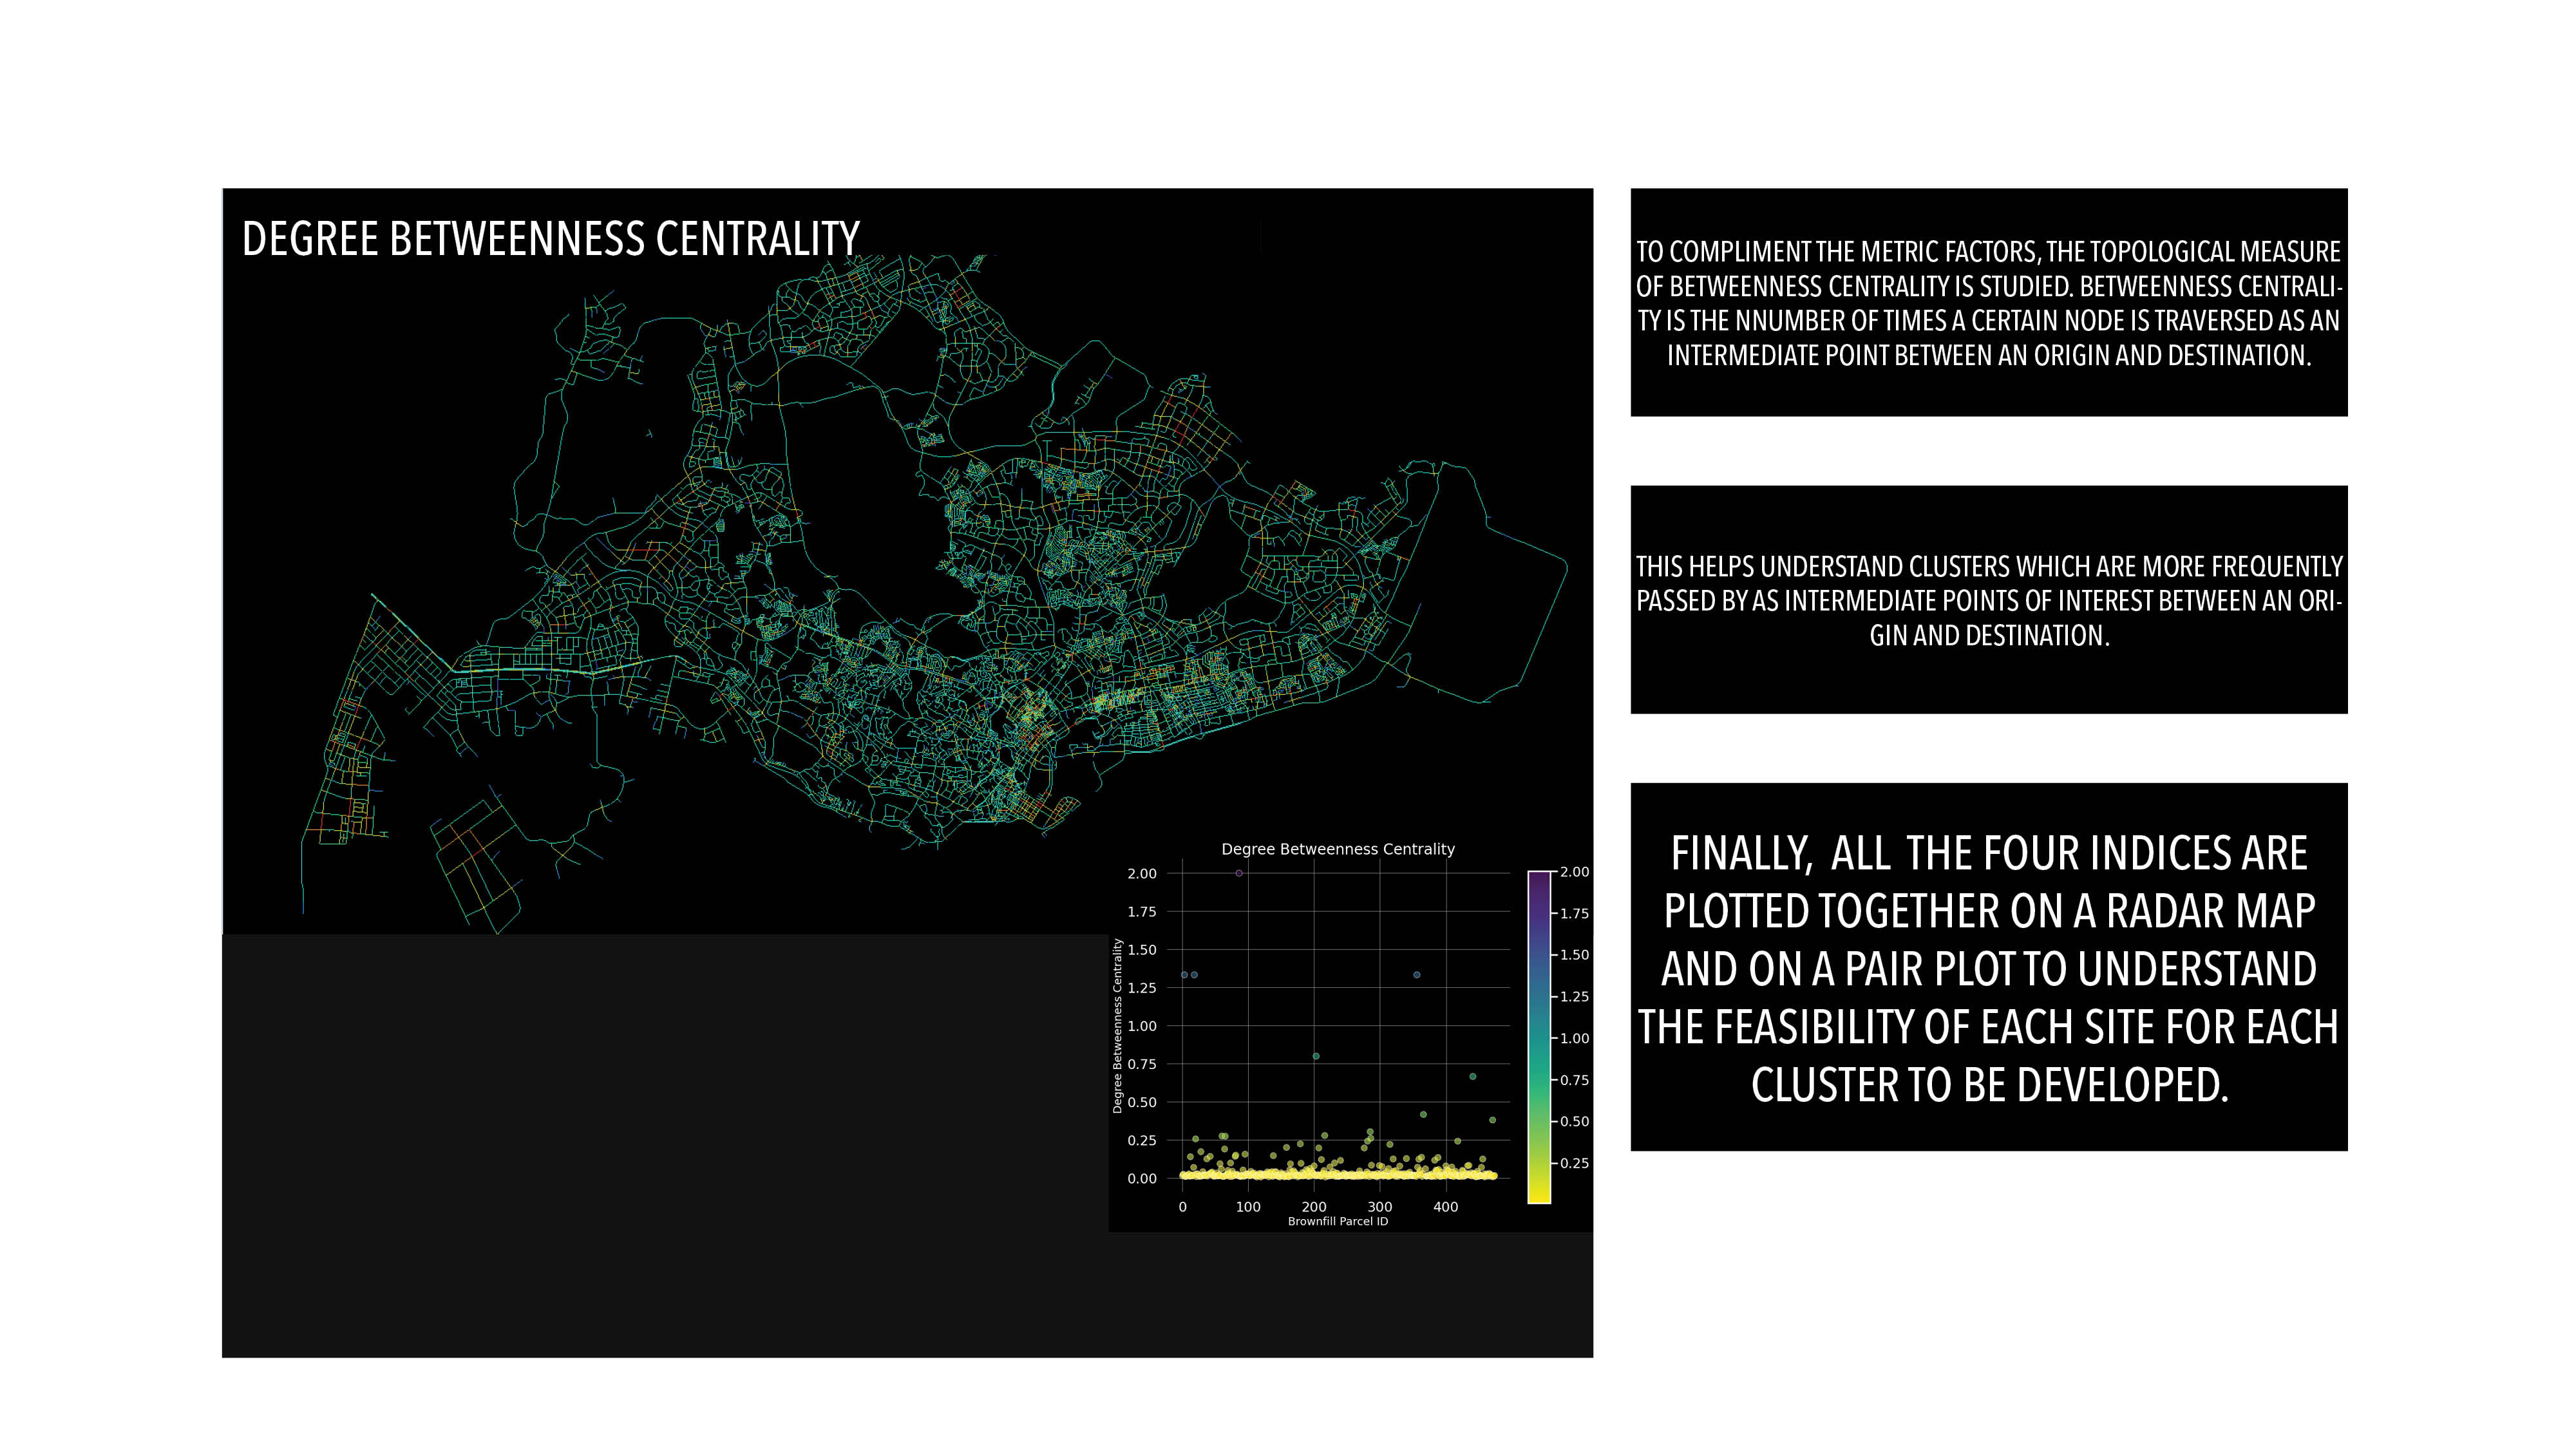 DEGREE BETWEENNESS CENTRALITY
TO COMPLIMENT THE METRIC FACTORS, THE TOPOLOGICAL MEASURE
OF BETWEENNESS CENTRALITY IS STUDIED. BETWEENNESS CENTRALI-
TY IS THE NNUMBER OF TIMES A CERTAIN NODE IS TRAVERSED AS AN
INTERMEDIATE POINT BETWEEN AN ORIGIN AND DESTINATION.
THIS HELPS UNDERSTAND CLUSTERS WHICH ARE MORE FREQUENTLY
PASSED BY AS INTERMEDIATE POINTS OF INTEREST BETWEEN AN ORI-
GIN AND DESTINATION.
FINALLY, ALL THE FOUR INDICES ARE
PLOTTED TOGETHER ON A RADAR MAP
AND ON A PAIR PLOT TO UNDERSTAND
THE FEASIBILITY OF EACH SITE FOR EACH
CLUSTER TO BE DEVELOPED.
Degree Betweenness Centrality
Degree Betweenness Centrality
2.00
1.75
1.50
1.25
1.00
0.75
0.50
0.25
0.00
0 100 200 300 400
Brownfill Parcel ID
2.00
1.75
1.50
1.25
1.00
0.75
0.50
0.25